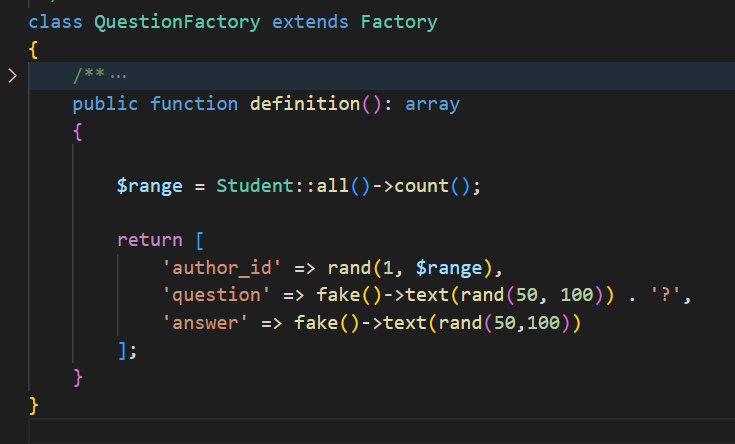 class QuestionFactory extends Factory
{
/** ...
public function definition(): array
{
$range = Student::all()->count();
return [
'author_id' => rand(1, $range),
'question' => fake()->text(rand(50, 100)) . '?',
'answer' => fake()->text(rand(50,100))
];
}
}